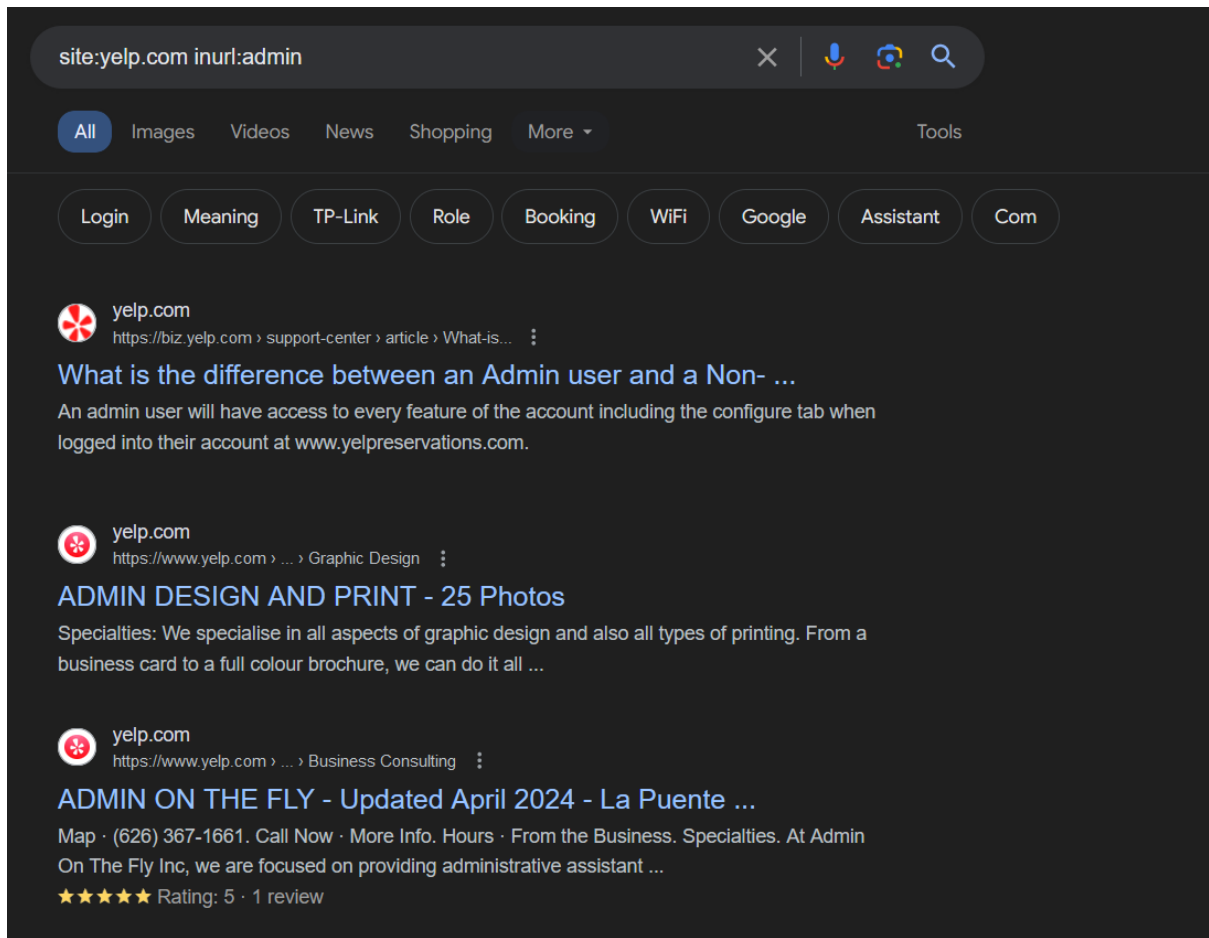 site:yelp.com inurl:admin
All Images Videos News Shopping More Tools
Login Meaning TP-Link Role Booking WiFi Google Assistant Com
yelp.com
https://biz.yelp.com › support-center › article › What-is...
What is the difference between an Admin user and a Non- ...
An admin user will have access to every feature of the account including the configure tab when
logged into their account at www.yelpreservations.com.
yelp.com
https://www.yelp.com › ... › Graphic Design
ADMIN DESIGN AND PRINT - 25 Photos
Specialties: We specialise in all aspects of graphic design and also all types of printing. From a
business card to a full colour brochure, we can do it all ...
yelp.com
https://www.yelp.com › ... › Business Consulting
ADMIN ON THE FLY - Updated April 2024 - La Puente ...
Map · (626) 367-1661. Call Now · More Info. Hours · From the Business. Specialties. At Admin
On The Fly Inc, we are focused on providing administrative assistant ...
Rating: 5 · 1 review